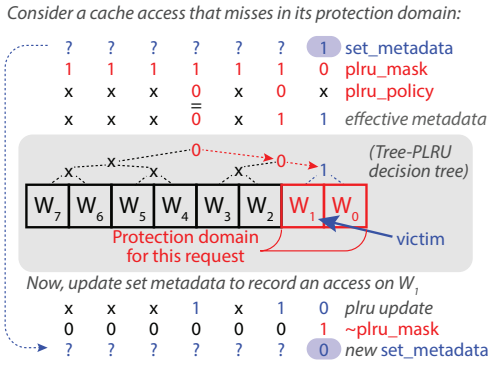 Consider a cache access that misses in its protection domain:
? ? ? ? ? ? 1 set_metadata
1 1 1 1 1 1 0 plru_mask
x x x 0 x 0 x plru_policy
=
x x x 0 x 1 1 effective metadata
(Tree-PLRU
decision tree)
0
x 0
x x x 1
W7 W6 W5 W4 W3 W2 W1 W0
Protection domain
for this request
victim
Now, update set metadata to record an access on W1
x x x 1 x 1 0 plru update
0 0 0 0 0 0 1 ~plru_mask
? ? ? ? ? ? 0 new set_metadata